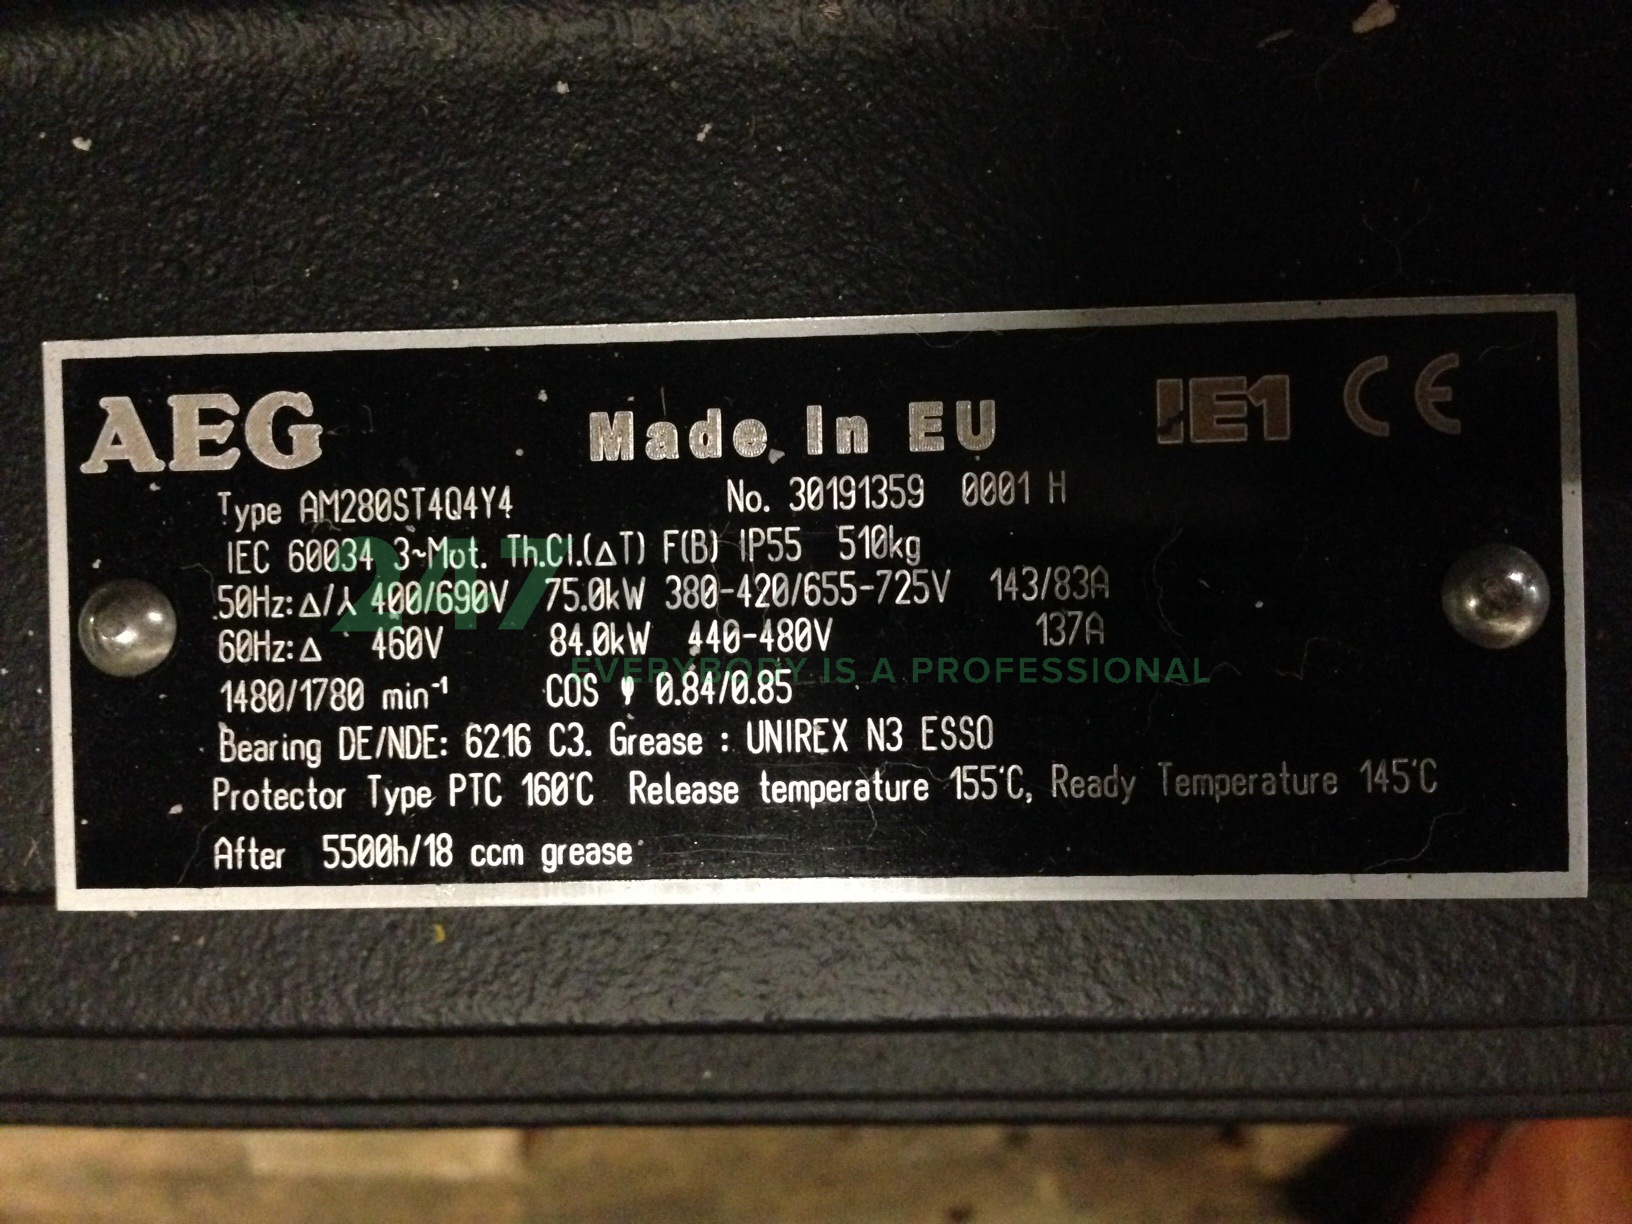 AEG Made In EU IE1 CE
Type AM280ST4Q4Y4 No. 30191359 0001 H
IEC 60034 3~Mot. Th.Cl.(ΔT) F(B) IP55 510kg
50Hz: Δ/⅄ 400/690V 75.0kW 380-420/655-725V 143/83A
60Hz: Δ 460V 84.0kW 440-480V 137A
1480/1780 min⁻¹ COS φ 0.84/0.85
Bearing DE/NDE: 6216 C3. Grease : UNIREX N3 ESSO
Protector Type PTC 160°C Release temperature 155°C, Ready Temperature 145°C
After 5500h/18 ccm grease
247
EVERYBODY IS A PROFESSIONAL